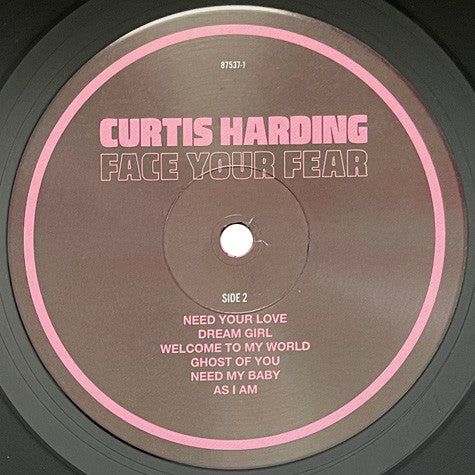 87537-1
CURTIS HARDING
FACE YOUR FEAR
SIDE 2
NEED YOUR LOVE
DREAM GIRL
WELCOME TO MY WORLD
GHOST OF YOU
NEED MY BABY
AS I AM